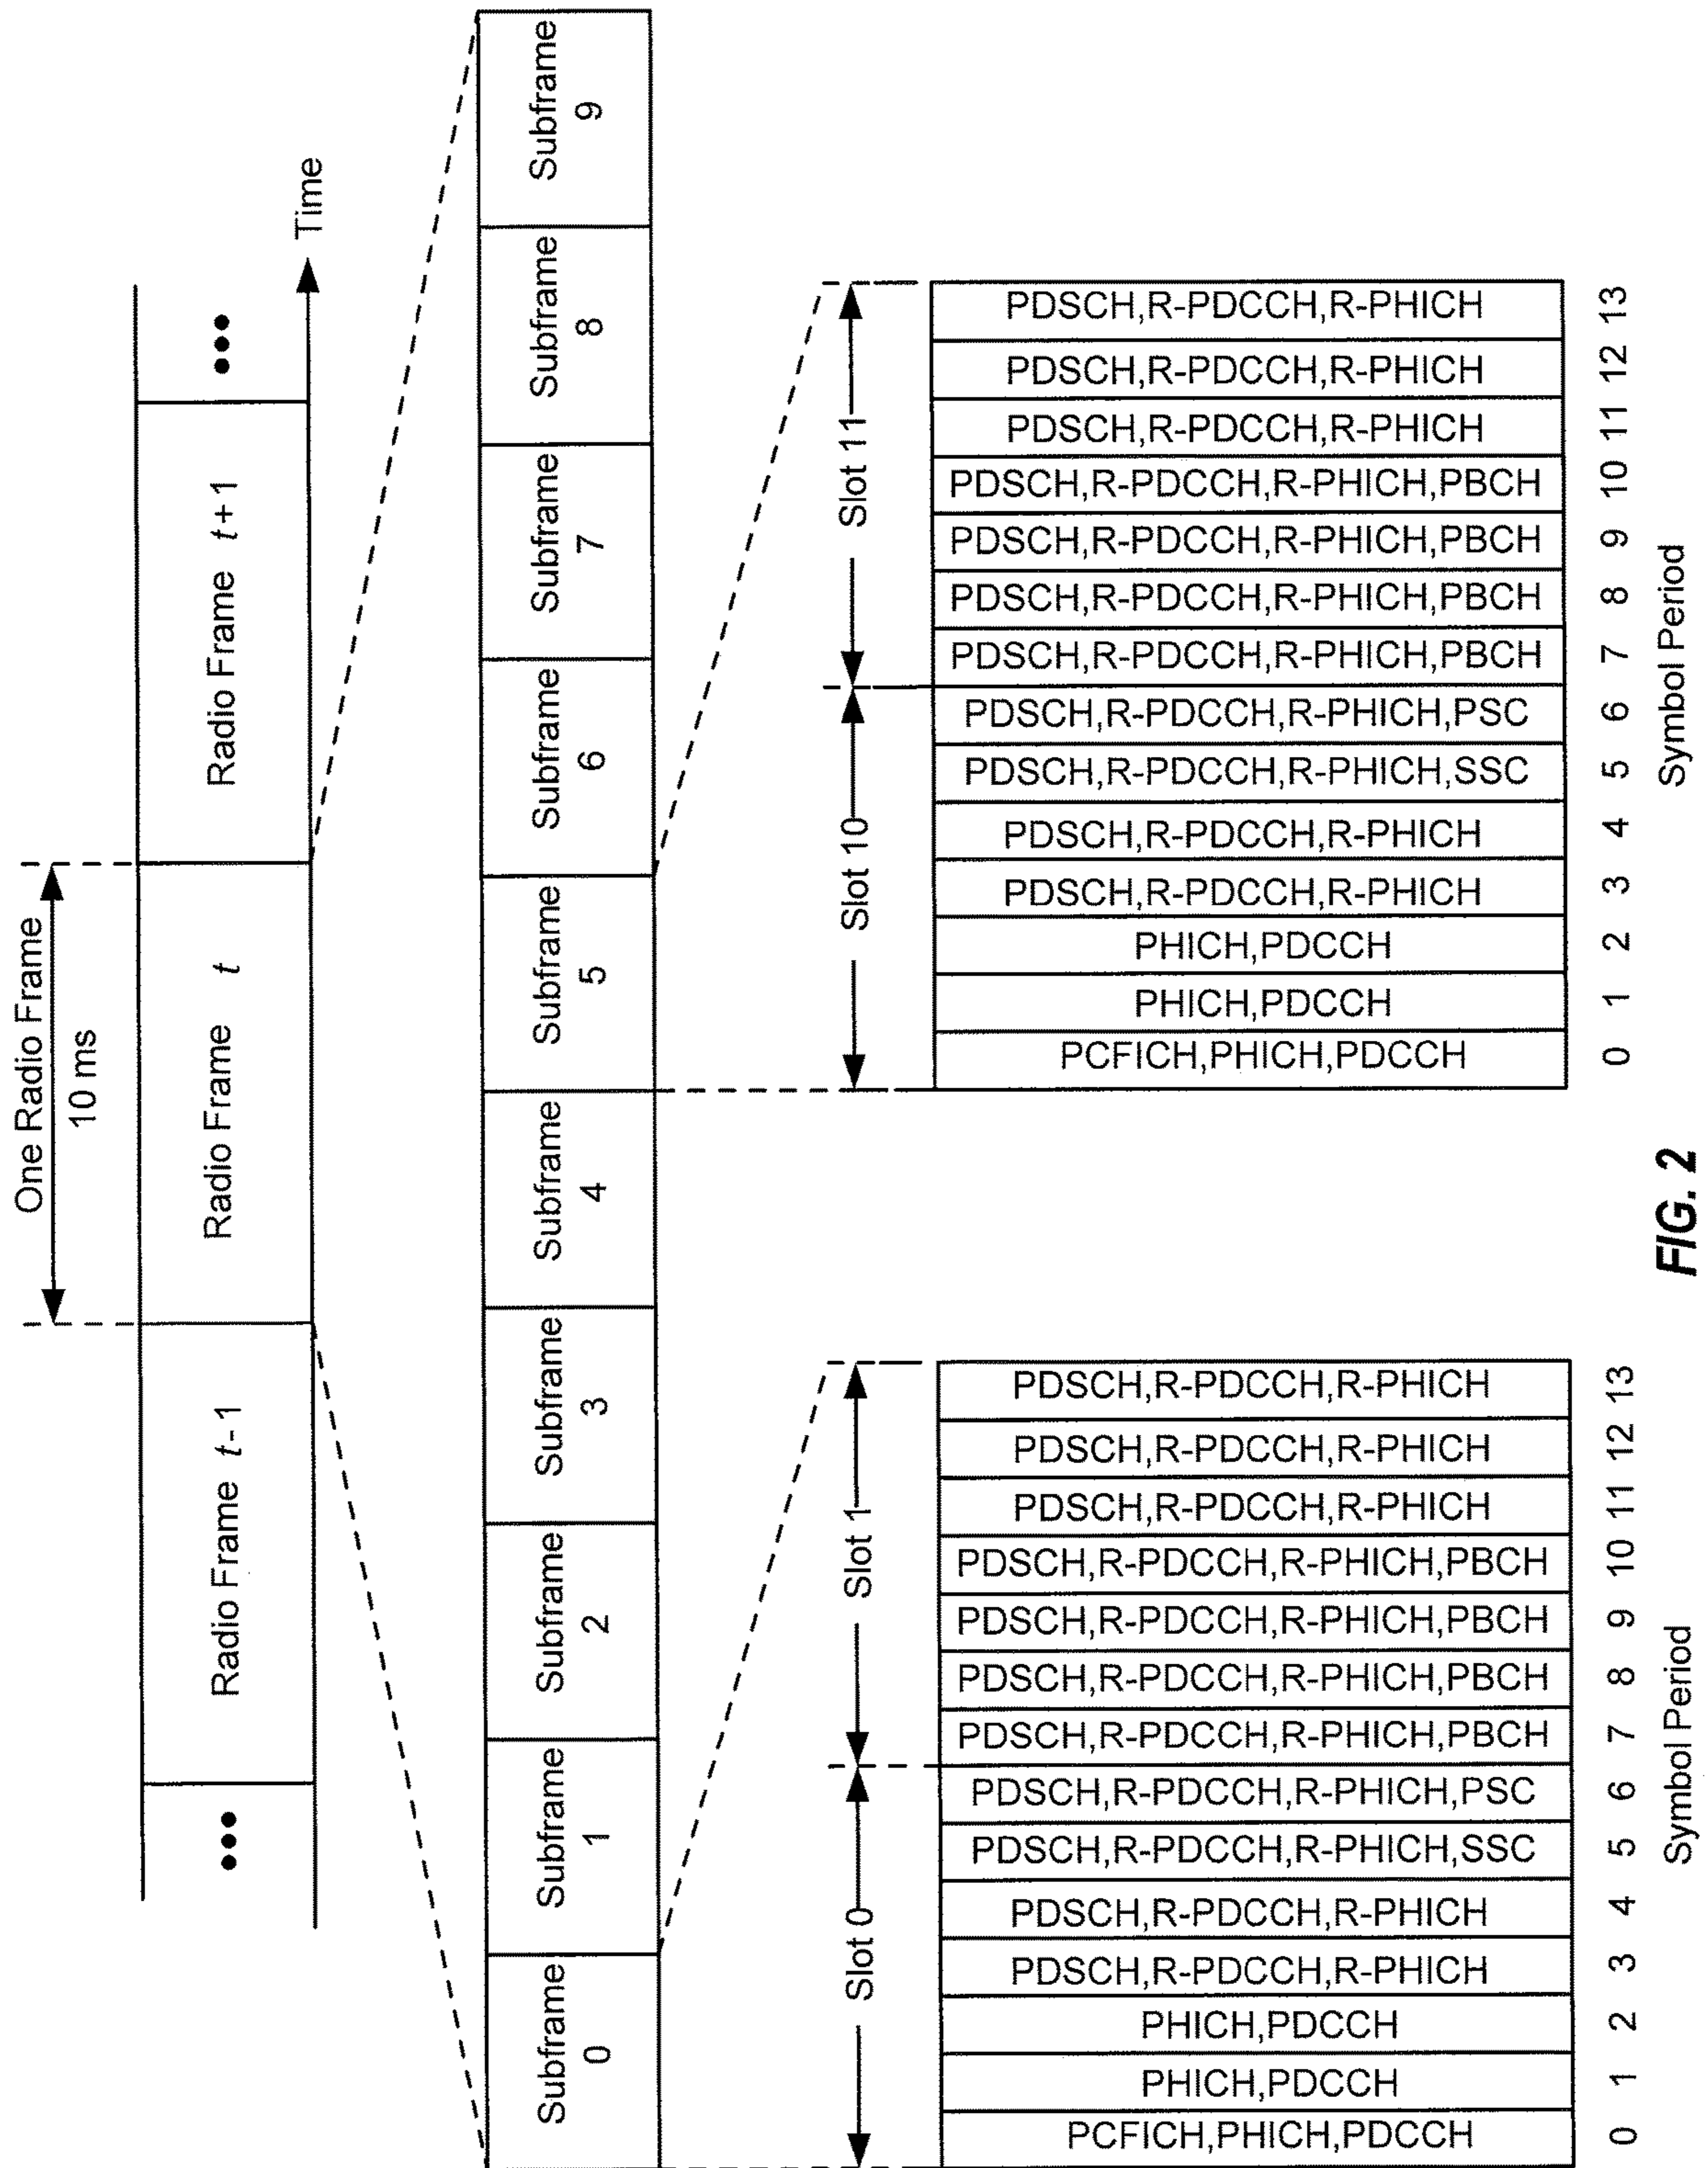 One Radio Frame
10 ms
•••
Radio Frame t-1
Radio Frame t
Radio Frame t+1
•••
Time
Subframe
0
Subframe
1
Subframe
2
Subframe
3
Subframe
4
Subframe
5
Subframe
6
Subframe
7
Subframe
8
Subframe
9
Slot 0
Slot 1
PCFICH,PHICH,PDCCH
PHICH,PDCCH
PHICH,PDCCH
PDSCH,R-PDCCH,R-PHICH
PDSCH,R-PDCCH,R-PHICH
PDSCH,R-PDCCH,R-PHICH,SSC
PDSCH,R-PDCCH,R-PHICH,PSC
PDSCH,R-PDCCH,R-PHICH,PBCH
PDSCH,R-PDCCH,R-PHICH,PBCH
PDSCH,R-PDCCH,R-PHICH,PBCH
PDSCH,R-PDCCH,R-PHICH,PBCH
PDSCH,R-PDCCH,R-PHICH
PDSCH,R-PDCCH,R-PHICH
PDSCH,R-PDCCH,R-PHICH
0 1 2 3 4 5 6 7 8 9 10 11 12 13
Symbol Period
Slot 10
Slot 11
PCFICH,PHICH,PDCCH
PHICH,PDCCH
PHICH,PDCCH
PDSCH,R-PDCCH,R-PHICH
PDSCH,R-PDCCH,R-PHICH
PDSCH,R-PDCCH,R-PHICH,SSC
PDSCH,R-PDCCH,R-PHICH,PSC
PDSCH,R-PDCCH,R-PHICH,PBCH
PDSCH,R-PDCCH,R-PHICH,PBCH
PDSCH,R-PDCCH,R-PHICH,PBCH
PDSCH,R-PDCCH,R-PHICH,PBCH
PDSCH,R-PDCCH,R-PHICH
PDSCH,R-PDCCH,R-PHICH
PDSCH,R-PDCCH,R-PHICH
0 1 2 3 4 5 6 7 8 9 10 11 12 13
Symbol Period
FIG. 2